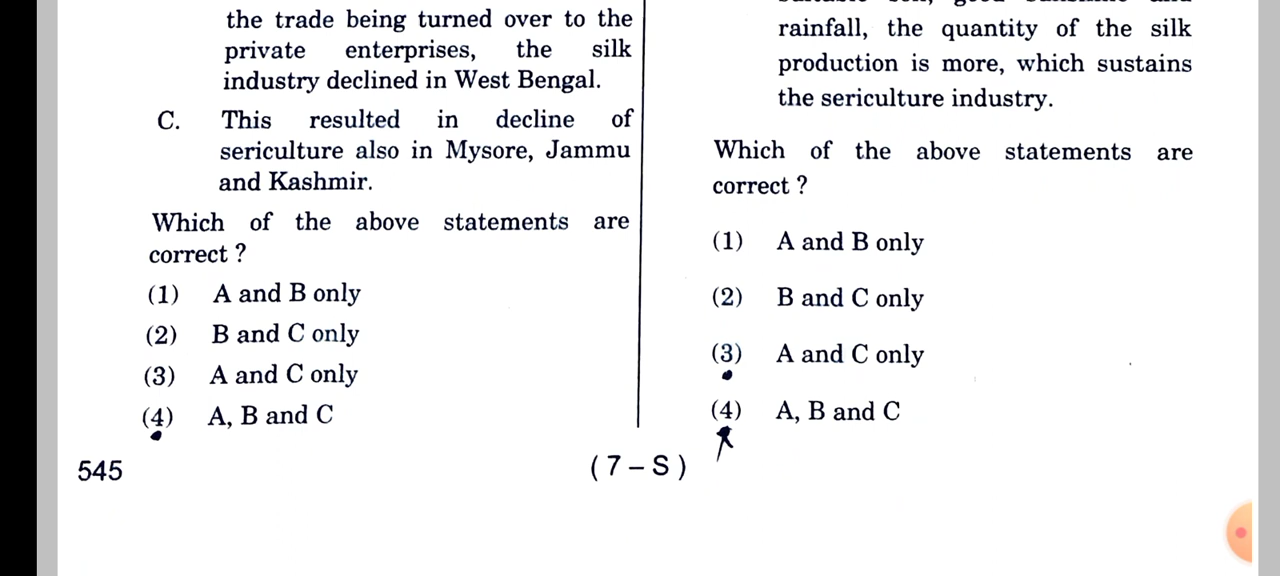 the trade being turned over to the
private enterprises, the silk
industry declined in West Bengal.
C. This resulted in decline of
sericulture also in Mysore, Jammu
and Kashmir.
Which of the above statements are
correct ?
(1) A and B only
(2) B and C only
(3) A and C only
(4) A, B and C
rainfall, the quantity of the silk
production is more, which sustains
the sericulture industry.
Which of the above statements are
correct ?
(1) A and B only
(2) B and C only
(3) A and C only
(4) A, B and C
545
( 7 – S )